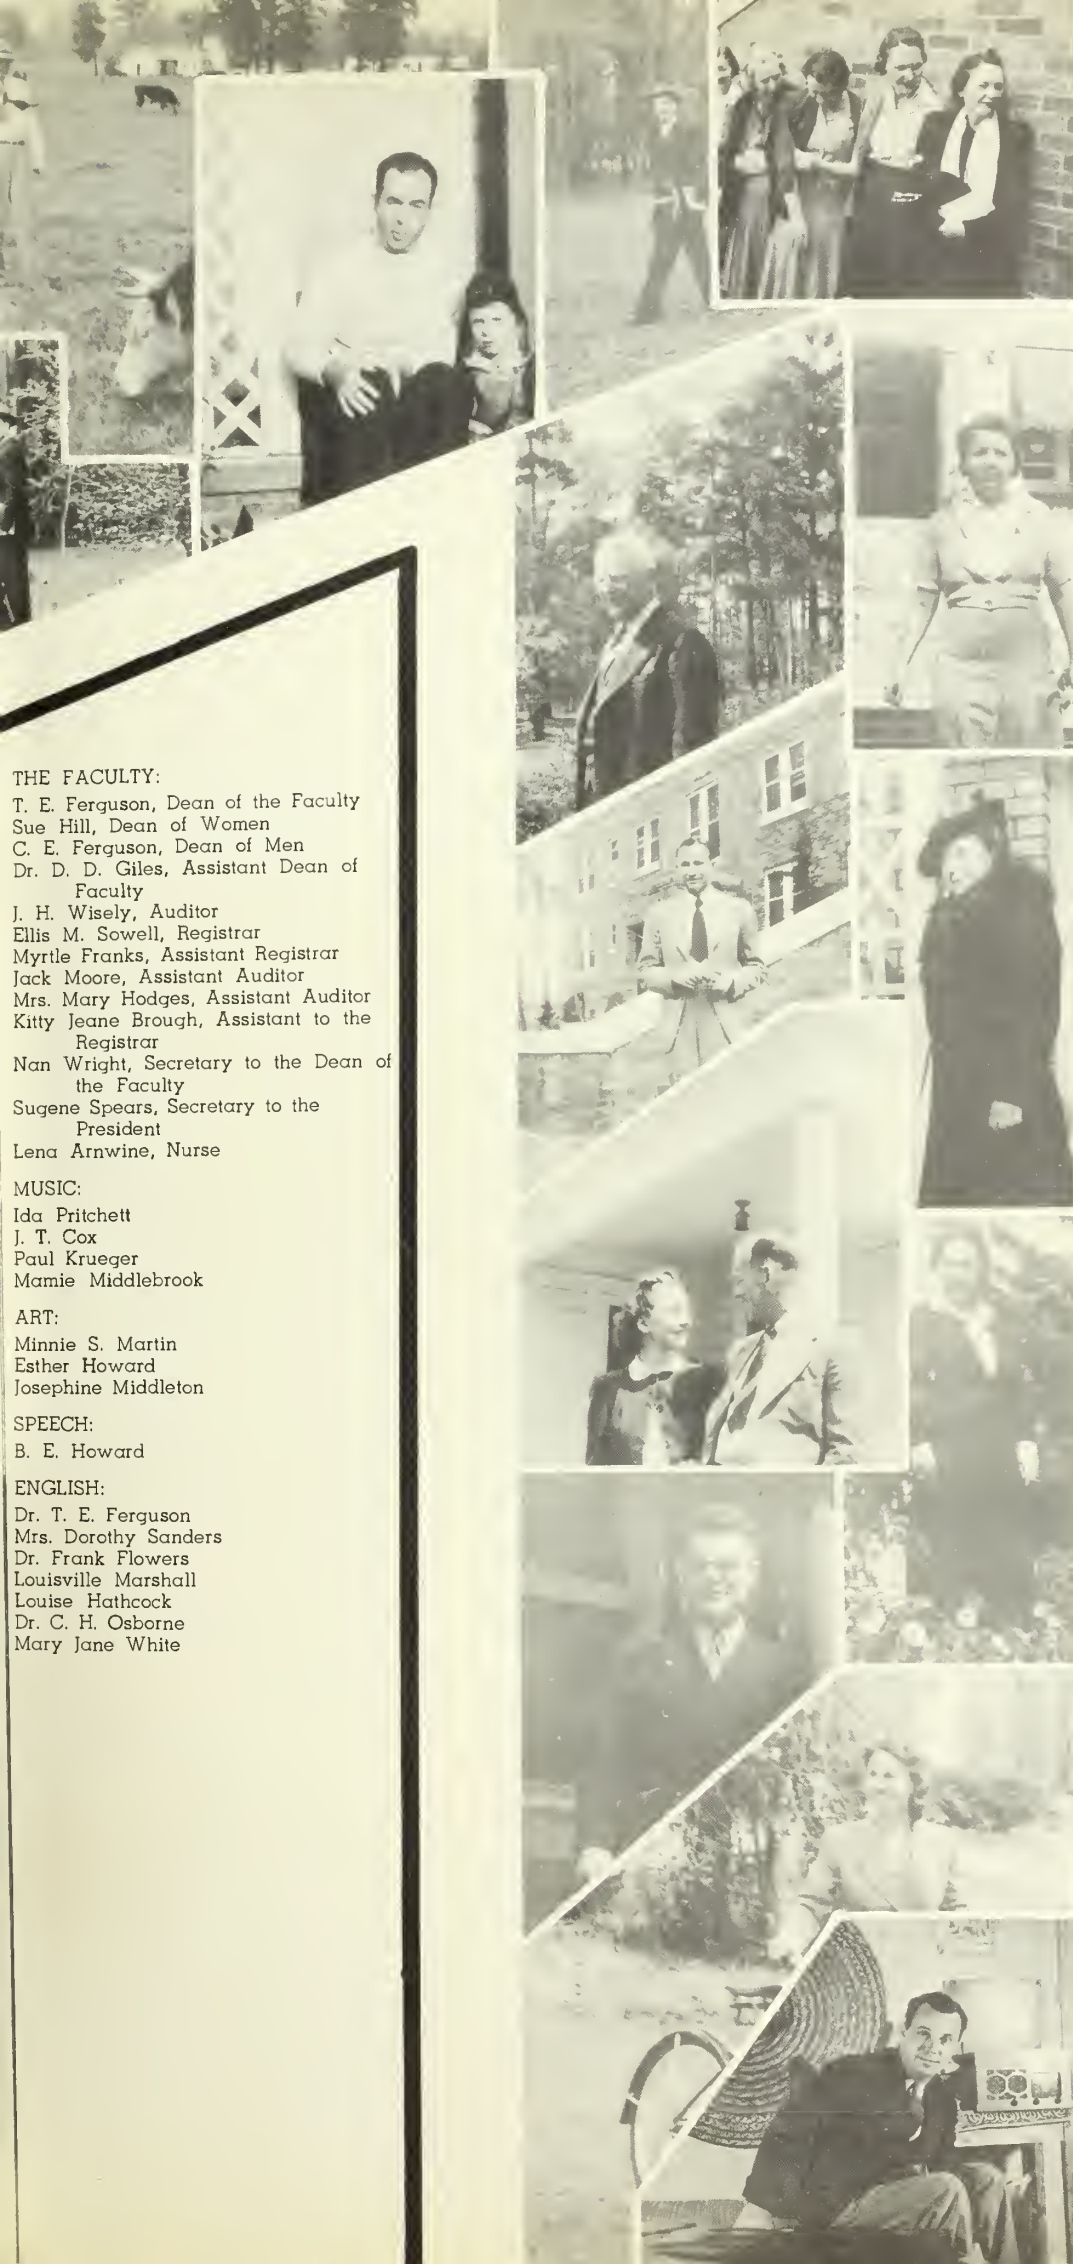 THE FACULTY:
T. E. Ferguson, Dean of the Faculty
Sue Hill, Dean of Women
C. E. Ferguson, Dean of Men
Dr. D. D. Giles, Assistant Dean of
Faculty
J. H. Wisely, Auditor
Ellis M. Sowell, Registrar
Myrtle Franks, Assistant Registrar
Jack Moore, Assistant Auditor
Mrs. Mary Hodges, Assistant Auditor
Kitty Jeane Brough, Assistant to the
Registrar
Nan Wright, Secretary to the Dean of
the Faculty
Sugene Spears, Secretary to the
President
Lena Arnwine, Nurse
MUSIC:
Ida Pritchett
J. T. Cox
Paul Krueger
Mamie Middlebrook
ART:
Minnie S. Martin
Esther Howard
Josephine Middleton
SPEECH:
B. E. Howard
ENGLISH:
Dr. T. E. Ferguson
Mrs. Dorothy Sanders
Dr. Frank Flowers
Louisville Marshall
Louise Hathcock
Dr. C. H. Osborne
Mary Jane White